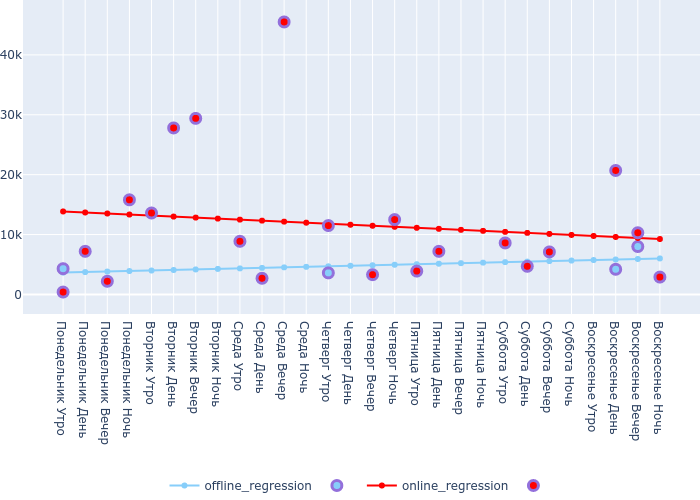 40k
30k
20k
10k
0
Понедельник Утро
Понедельник День
Понедельник Вечер
Понедельник Ночь
Вторник Утро
Вторник День
Вторник Вечер
Вторник Ночь
Среда Утро
Среда День
Среда Вечер
Среда Ночь
Четверг Утро
Четверг День
Четверг Вечер
Четверг Ночь
Пятница Утро
Пятница День
Пятница Вечер
Пятница Ночь
Суббота Утро
Суббота День
Суббота Вечер
Суббота Ночь
Воскресенье Утро
Воскресенье День
Воскресенье Вечер
Воскресенье Ночь
offline_regression
online_regression